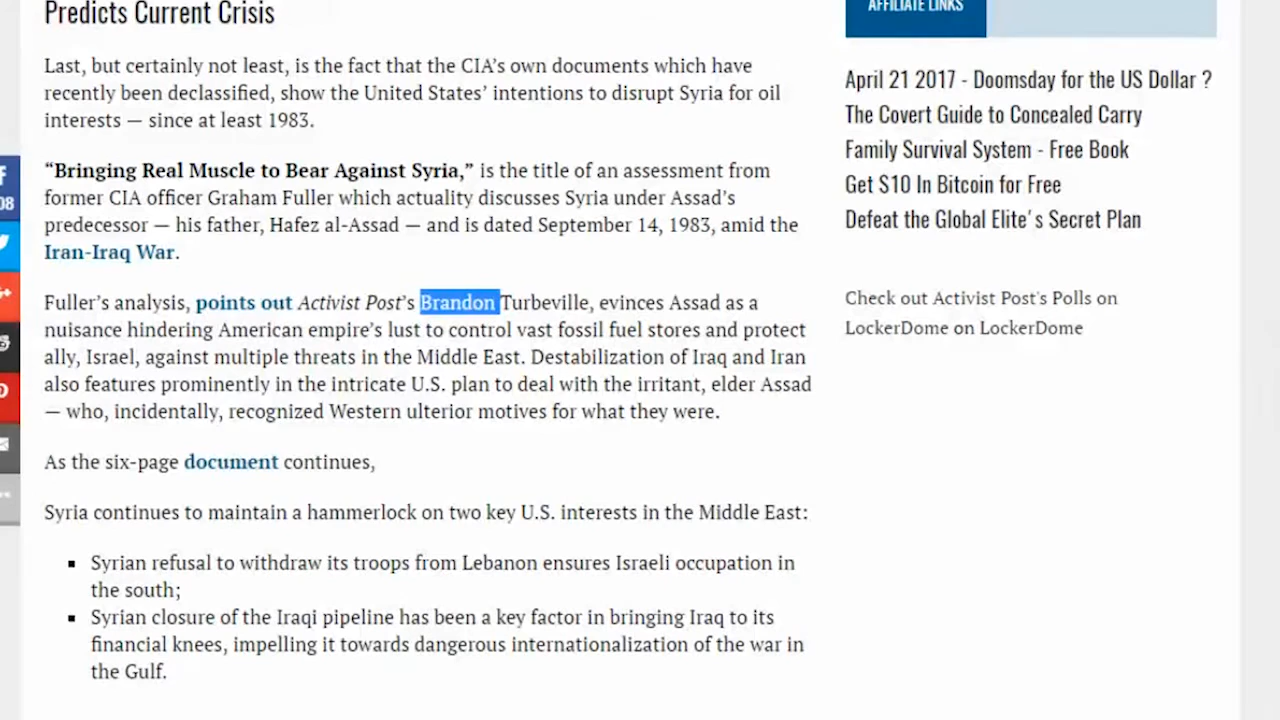 Predicts Current Crisis
Last, but certainly not least, is the fact that the CIA’s own documents which have
recently been declassified, show the United States’ intentions to disrupt Syria for oil
interests — since at least 1983.
“Bringing Real Muscle to Bear Against Syria,” is the title of an assessment from
former CIA officer Graham Fuller which actuality discusses Syria under Assad’s
predecessor — his father, Hafez al-Assad — and is dated September 14, 1983, amid the
Iran-Iraq War.
Fuller’s analysis, points out Activist Post’s Brandon Turbeville, evinces Assad as a
nuisance hindering American empire’s lust to control vast fossil fuel stores and protect
ally, Israel, against multiple threats in the Middle East. Destabilization of Iraq and Iran
also features prominently in the intricate U.S. plan to deal with the irritant, elder Assad
— who, incidentally, recognized Western ulterior motives for what they were.
As the six-page document continues,
Syria continues to maintain a hammerlock on two key U.S. interests in the Middle East:
▪ Syrian refusal to withdraw its troops from Lebanon ensures Israeli occupation in
the south;
▪ Syrian closure of the Iraqi pipeline has been a key factor in bringing Iraq to its
financial knees, impelling it towards dangerous internationalization of the war in
the Gulf.
AFFILIATE LINKS
April 21 2017 - Doomsday for the US Dollar ?
The Covert Guide to Concealed Carry
Family Survival System - Free Book
Get $10 In Bitcoin for Free
Defeat the Global Elite's Secret Plan
Check out Activist Post's Polls on
LockerDome on LockerDome